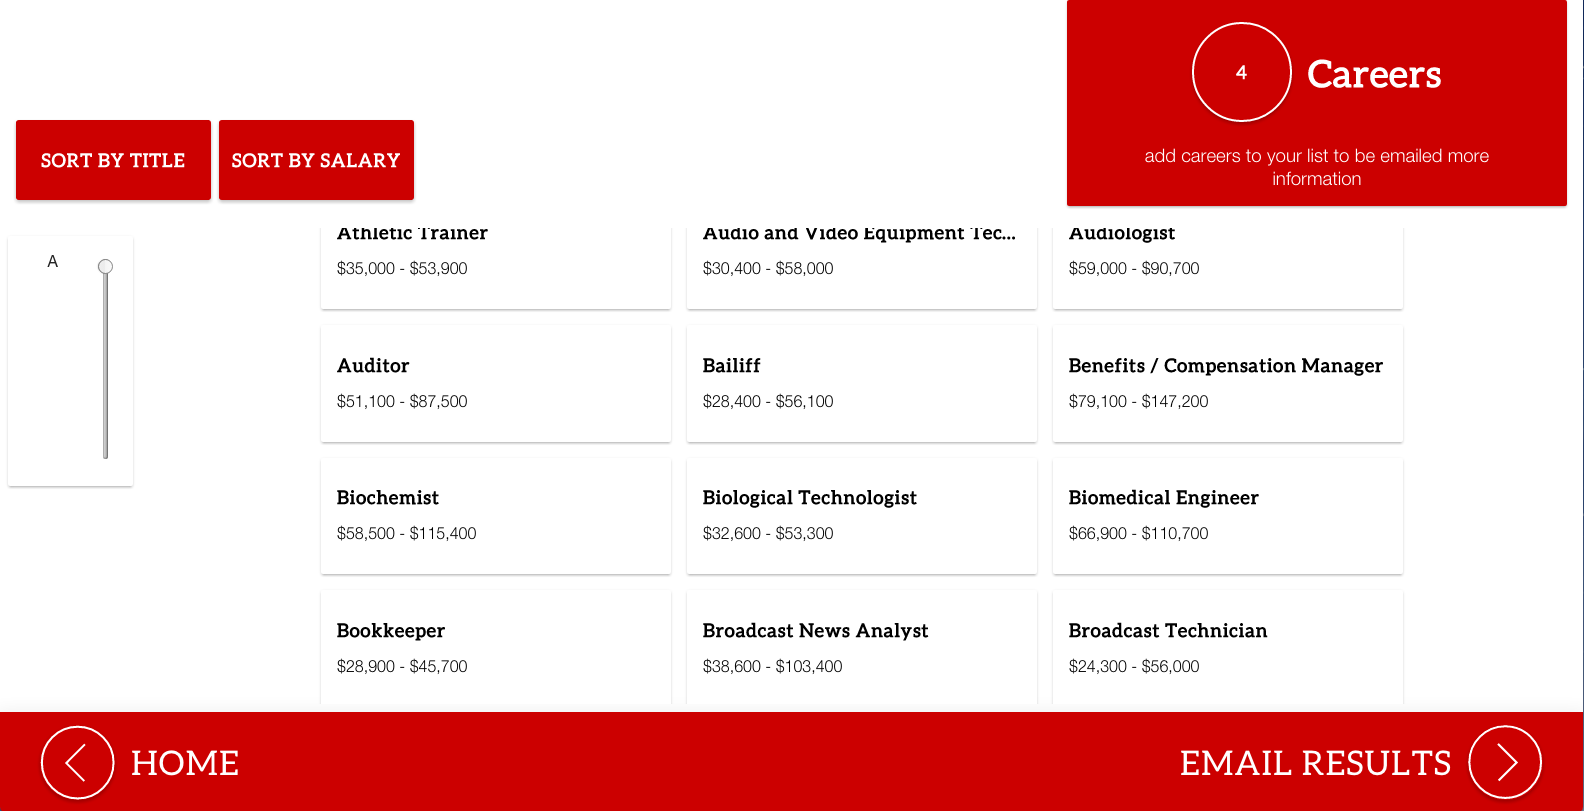 4
Careers
add careers to your list to be emailed more
information
SORT BY TITLE
SORT BY SALARY
A
Athletic Trainer
$35,000 - $53,900
Audio and Video Equipment Tec...
$30,400 - $58,000
Audiologist
$59,000 - $90,700
Auditor
$51,100 - $87,500
Bailiff
$28,400 - $56,100
Benefits / Compensation Manager
$79,100 - $147,200
Biochemist
$58,500 - $115,400
Biological Technologist
$32,600 - $53,300
Biomedical Engineer
$66,900 - $110,700
Bookkeeper
$28,900 - $45,700
Broadcast News Analyst
$38,600 - $103,400
Broadcast Technician
$24,300 - $56,000
HOME
EMAIL RESULTS